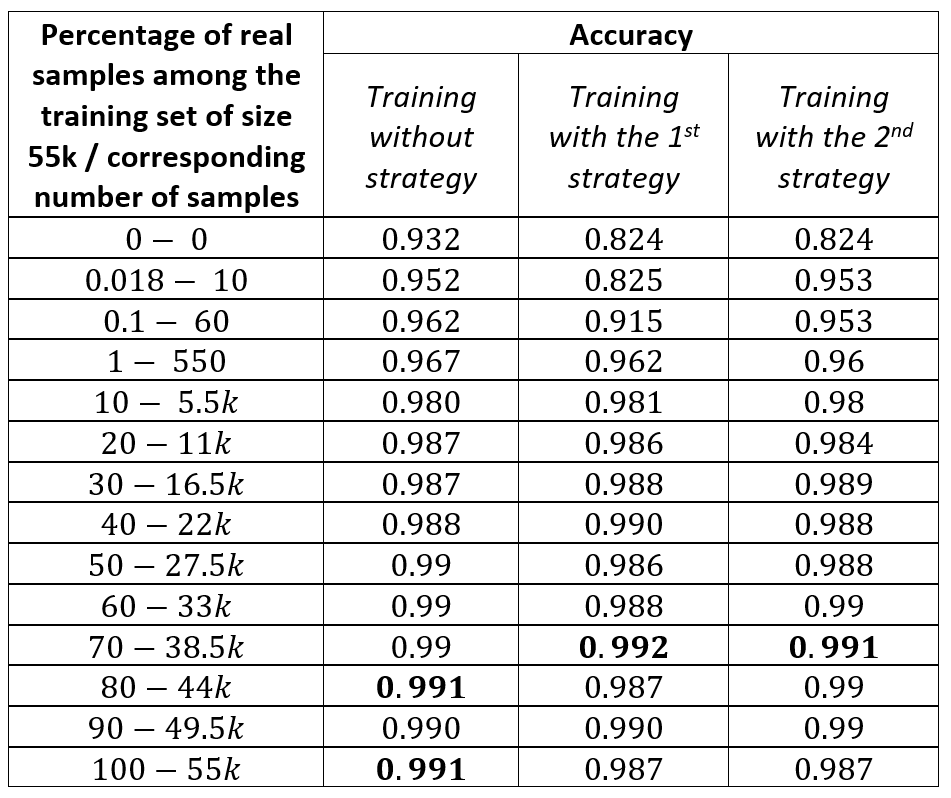 Percentage of real samples among the training set of size 55k / corresponding number of samples | Accuracy
Training without strategy | Training with the 1st strategy | Training with the 2nd strategy
0 − 0 | 0.932 | 0.824 | 0.824
0.018 − 10 | 0.952 | 0.825 | 0.953
0.1 − 60 | 0.962 | 0.915 | 0.953
1 − 550 | 0.967 | 0.962 | 0.96
10 − 5.5k | 0.980 | 0.981 | 0.98
20 − 11k | 0.987 | 0.986 | 0.984
30 − 16.5k | 0.987 | 0.988 | 0.989
40 − 22k | 0.988 | 0.990 | 0.988
50 − 27.5k | 0.99 | 0.986 | 0.988
60 − 33k | 0.99 | 0.988 | 0.99
70 − 38.5k | 0.99 | 0.992 | 0.991
80 − 44k | 0.991 | 0.987 | 0.99
90 − 49.5k | 0.990 | 0.990 | 0.99
100 − 55k | 0.991 | 0.987 | 0.987